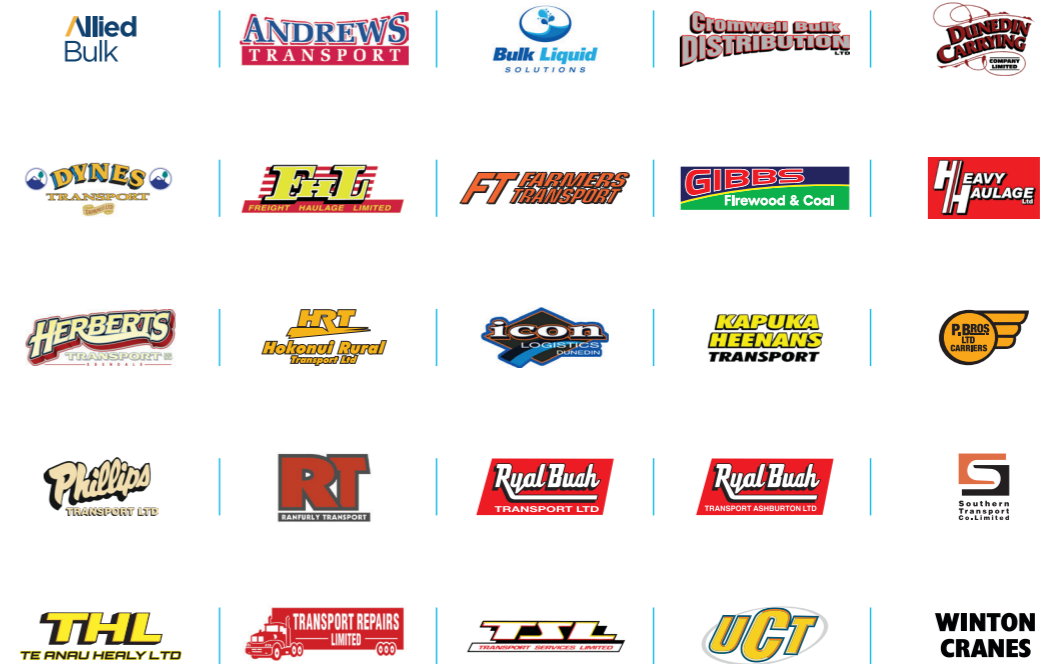 Allied
Bulk
ANDREWS
TRANSPORT
Bulk Liquid
SOLUTIONS
Cromwell Bulk
DISTRIBUTION
LTD
DUNEDIN
CARRYING
COMPANY
LIMITED
DYNES
TRANSPORT
FHL
FREIGHT HAULAGE LIMITED
FT FARMERS
TRANSPORT
GIBBS
Firewood & Coal
HEAVY
HAULAGE
Ltd
HERBERTS
TRANSPORT
EDENDALE
HRT
Hokonui Rural
Transport Ltd
icon
LOGISTICS
DUNEDIN
KAPUKA
HEENANS
TRANSPORT
P. BROS.
LTD
CARRIERS
Phillips
TRANSPORT LTD
RT
RANFURLY TRANSPORT
Ryal Bush
TRANSPORT LTD
Ryal Bush
TRANSPORT ASHBURTON LTD
S
Southern
Transport
Co.Limited
THL
TE ANAU HEALY LTD
TRANSPORT REPAIRS
LIMITED
TSL
TRANSPORT SERVICES LIMITED
UCT
WINTON
CRANES